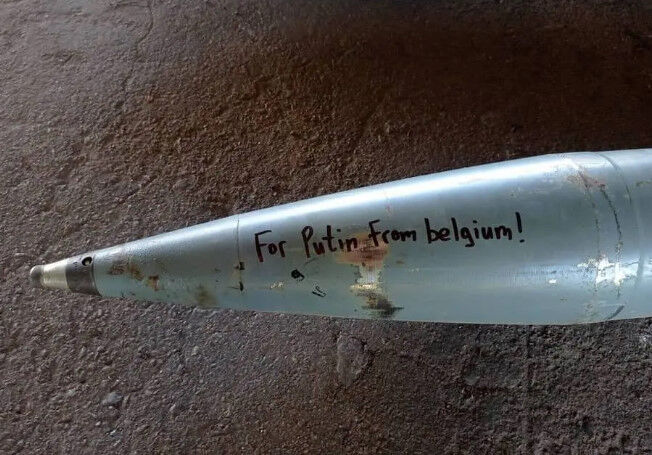 For Putin from belgium!